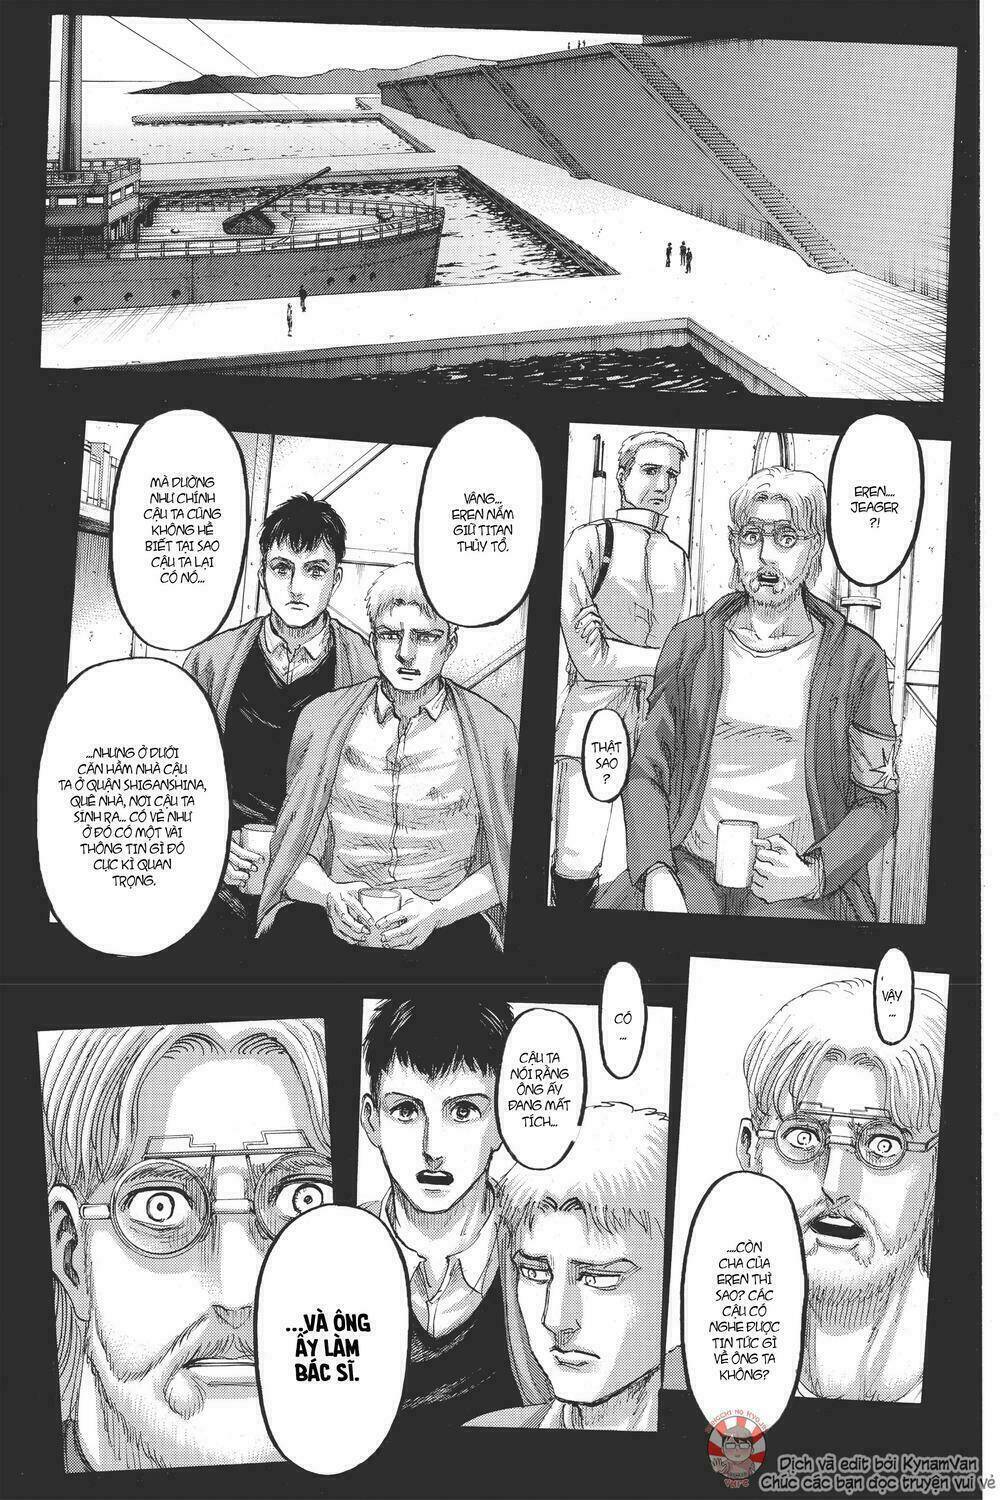 EREN....
JEAGER
?!
THẬT
SAO
?
VÂNG...
EREN NẮM
GIỮ TITAN
THỦY TỔ.
MÀ DƯỜNG
NHƯ CHÍNH
CẬU TA CŨNG
KHÔNG HỀ
BIẾT TẠI SAO
CẬU TA LẠI
CÓ NÓ...
...NHƯNG Ở DƯỚI
CĂN HẦM NHÀ CẬU
TA Ở QUẬN SHIGANSHINA,
QUÊ NHÀ, NƠI CẬU TA
SINH RA... CÓ VẺ NHƯ
Ở ĐÓ CÓ MỘT VÀI
THÔNG TIN GÌ ĐÓ
CỰC KÌ QUAN
TRỌNG.
VẬY
...
....CÒN
CHA CỦA
EREN THÌ
SAO? CÁC
CẬU CÓ
NGHE ĐƯỢC
TIN TỨC GÌ
VỀ ÔNG TA
KHÔNG?
CÓ
...
CẬU TA
NÓI RẰNG
ÔNG ẤY
ĐANG MẤT
TÍCH...
...VÀ ÔNG
ẤY LÀM
BÁC SĨ.
VNFC
Dịch và edit bởi KynamVan
Chúc các bạn đọc truyện vui vẻ